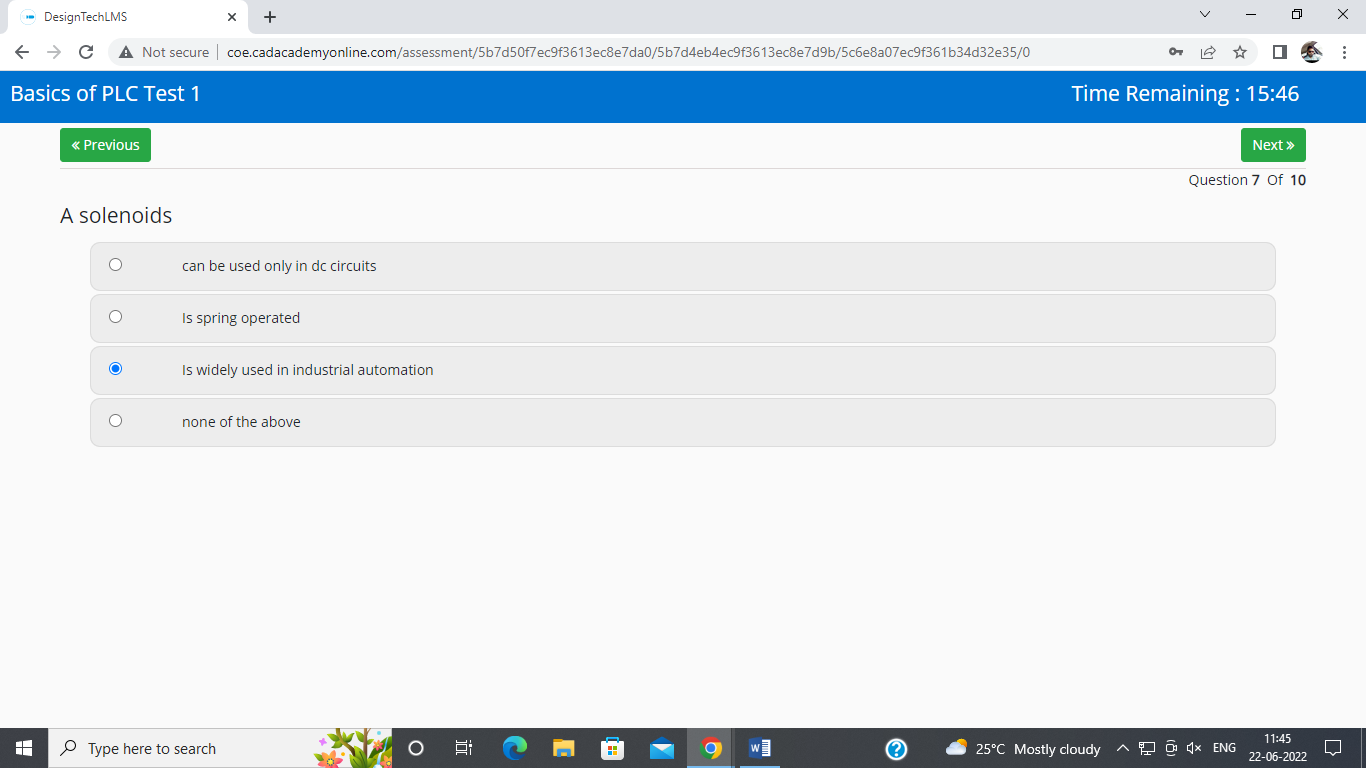 DesignTechLMS
Not secure
coe.cadacademyonline.com/assessment/5b7d50f7ec9f3613ec8e7da0/5b7d4eb4ec9f3613ec8e7d9b/5c6e8a07ec9f361b34d32e35/0
Basics of PLC Test 1
Time Remaining : 15:46
« Previous
Next »
Question 7 Of 10
A solenoids
can be used only in dc circuits
Is spring operated
Is widely used in industrial automation
none of the above
Type here to search
25°C Mostly cloudy
ENG
11:45
22-06-2022